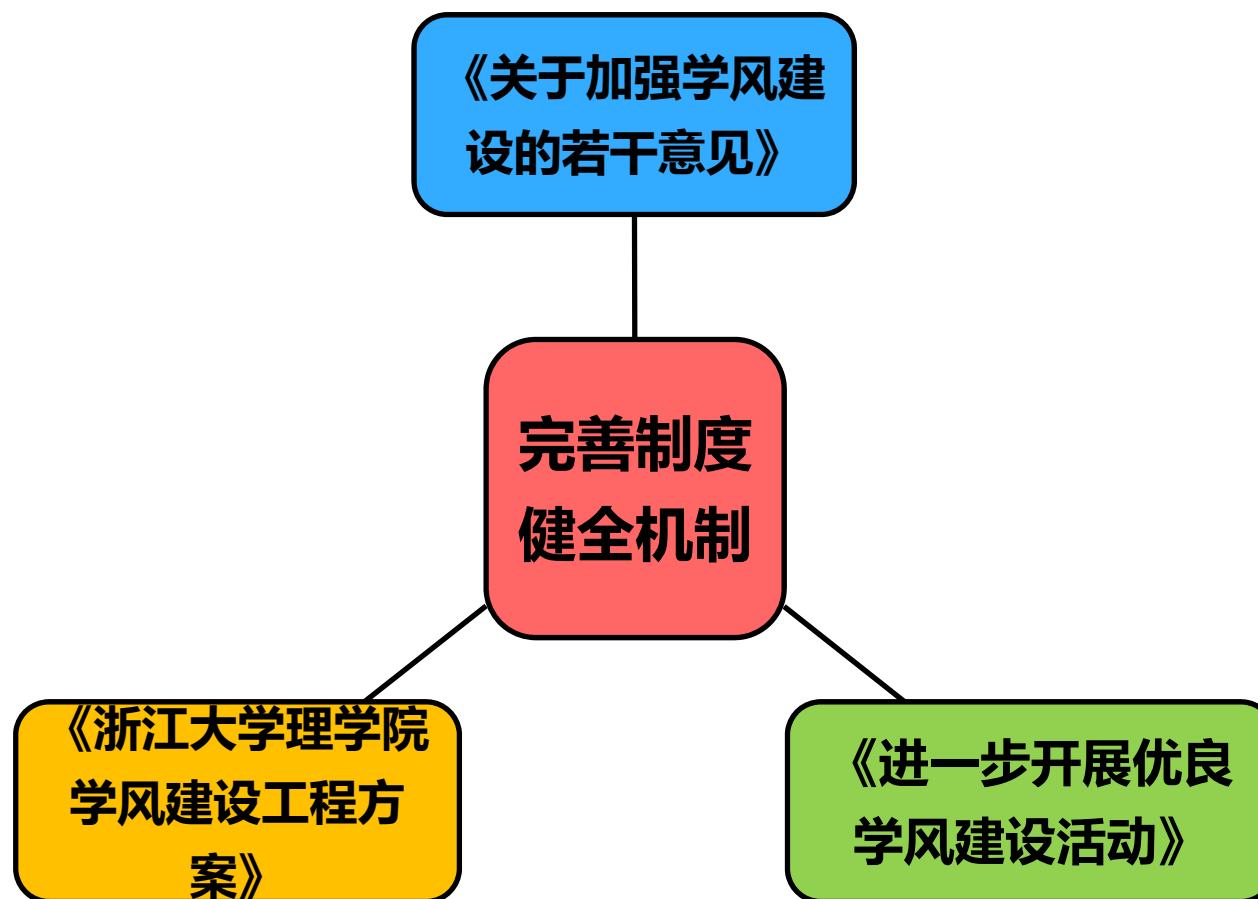 《关于加强学风建
设的若干意见》
完善制度
健全机制
《浙江大学理学院
学风建设工程方
案》
《进一步开展优良
学风建设活动》